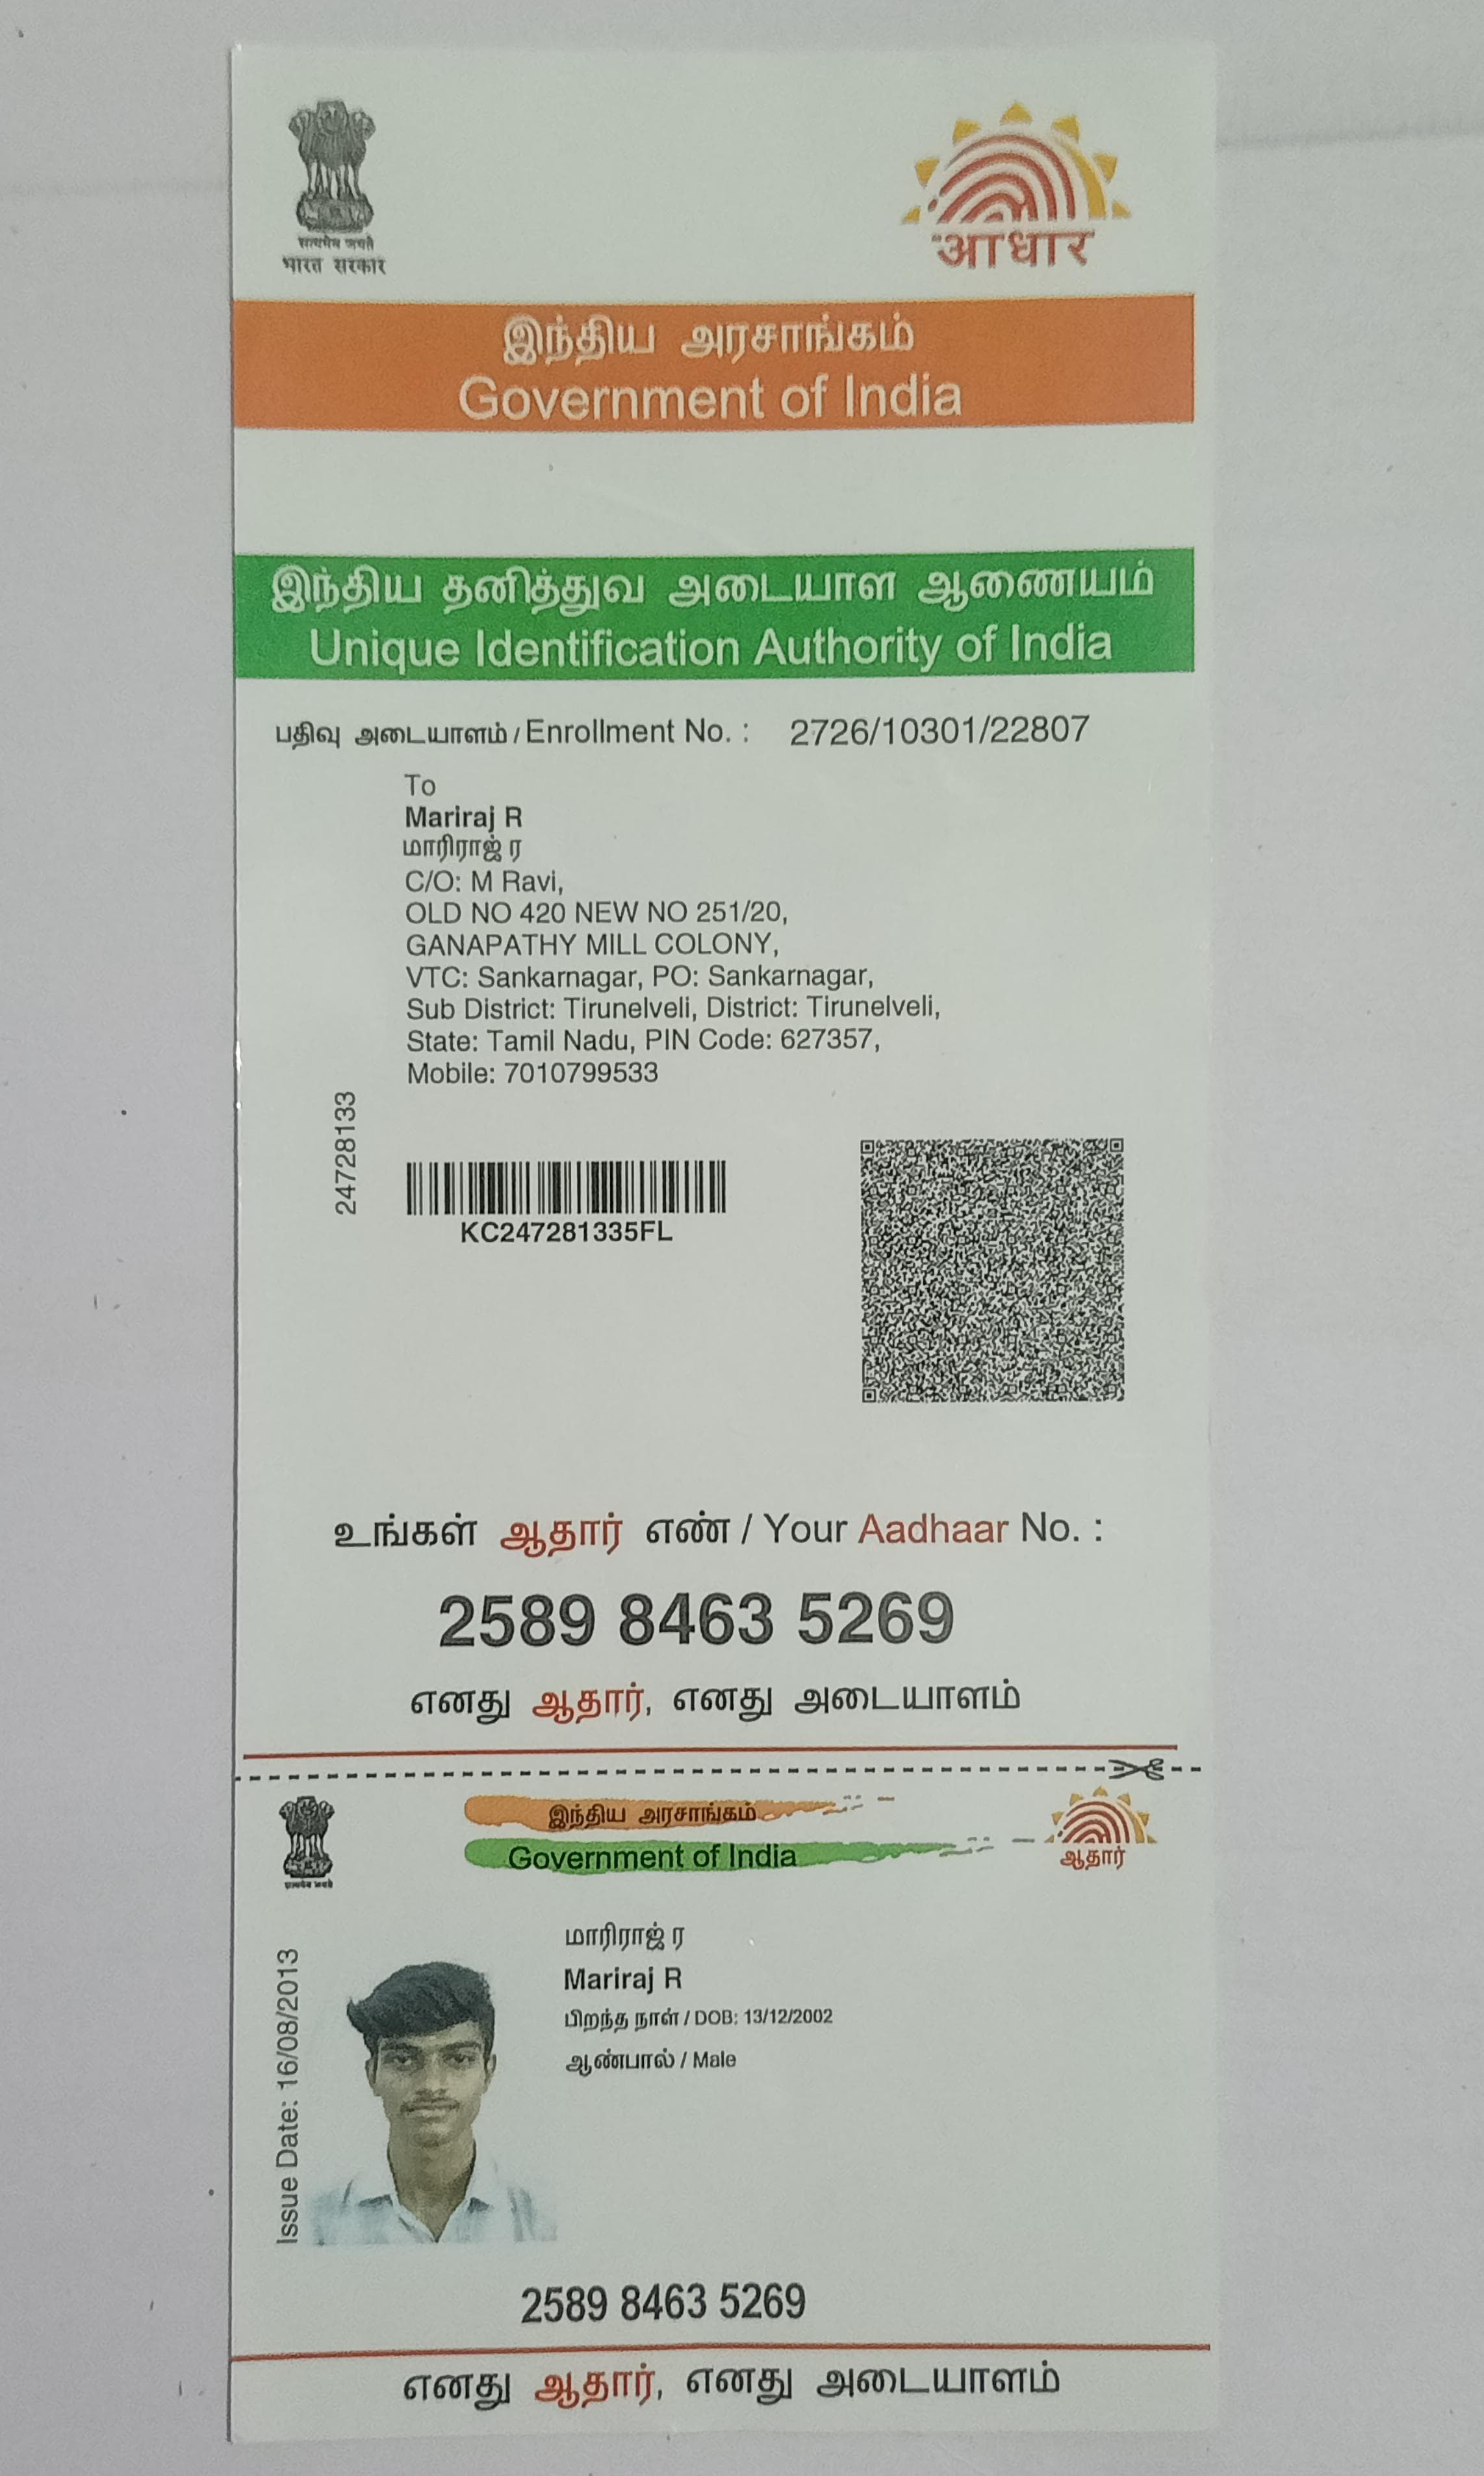 सत्यमेव जयते
भारत सरकार
आधार
இந்திய அரசாங்கம்
Government of India
இந்திய தனித்துவ அடையாள ஆணையம்
Unique Identification Authority of India
பதிவு அடையாளம் / Enrollment No. : 2726/10301/22807
To
Mariraj R
மாரிராஜ் ர
C/O: M Ravi,
OLD NO 420 NEW NO 251/20,
GANAPATHY MILL COLONY,
VTC: Sankarnagar, PO: Sankarnagar,
Sub District: Tirunelveli, District: Tirunelveli,
State: Tamil Nadu, PIN Code: 627357,
Mobile: 7010799533
24728133
KC247281335FL
உங்கள் ஆதார் எண் / Your Aadhaar No. :
2589 8463 5269
எனது ஆதார், எனது அடையாளம்
இந்திய அரசாங்கம்
Government of India
सत्यमेव जयते
ஆதார்
மாரிராஜ் ர
Mariraj R
பிறந்த நாள் / DOB: 13/12/2002
ஆண்பால் / Male
Issue Date: 16/08/2013
2589 8463 5269
எனது ஆதார், எனது அடையாளம்